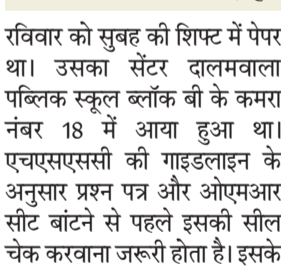 रविवार को सुबह की शिफ्ट में पेपर
था। उसका सेंटर दालमवाला
पब्लिक स्कूल ब्लॉक बी के कमरा
नंबर 18 में आया हुआ था।
एचएसएससी की गाइडलाइन के
अनुसार प्रश्न पत्र और ओएमआर
सीट बांटने से पहले इसकी सील
चेक करवाना जरूरी होता है। इसके